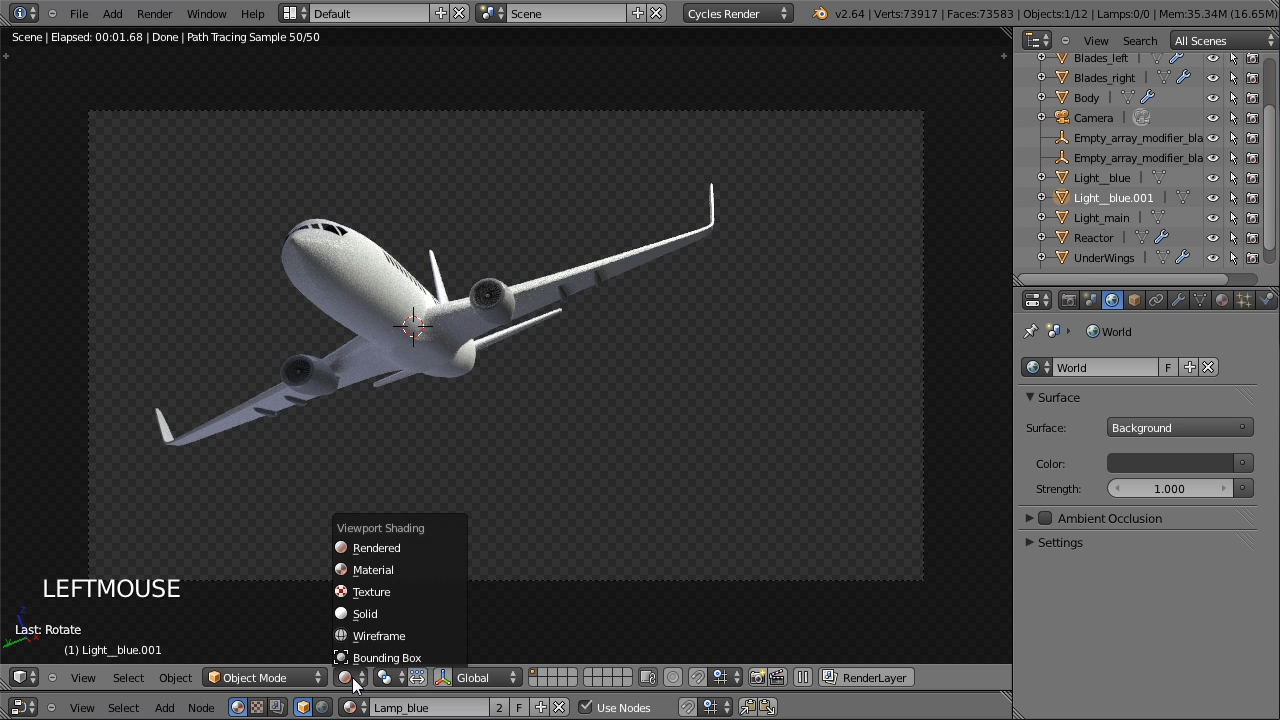 File Add Render Window Help Default Scene Cycles Render v2.64 | Verts:73917 | Faces:73583 | Objects:1/12 | Lamps:0/0 | Mem:35.34M (16.65M)
Scene | Elapsed: 00:01.68 | Done | Path Tracing Sample 50/50
View Search All Scenes
Blades_left
Blades_right
Body
Camera
Empty_array_modifier_bla
Empty_array_modifier_bla
Light__blue
Light__blue.001
Light_main
Reactor
UnderWings
World
World F
Surface
Surface: Background
Color:
Strength: 1.000
Ambient Occlusion
Settings
Viewport Shading
Rendered
Material
Texture
Solid
Wireframe
Bounding Box
LEFTMOUSE
Last: Rotate
(1) Light__blue.001
View Select Object Object Mode Global RenderLayer
View Select Add Node Lamp_blue 2 F Use Nodes